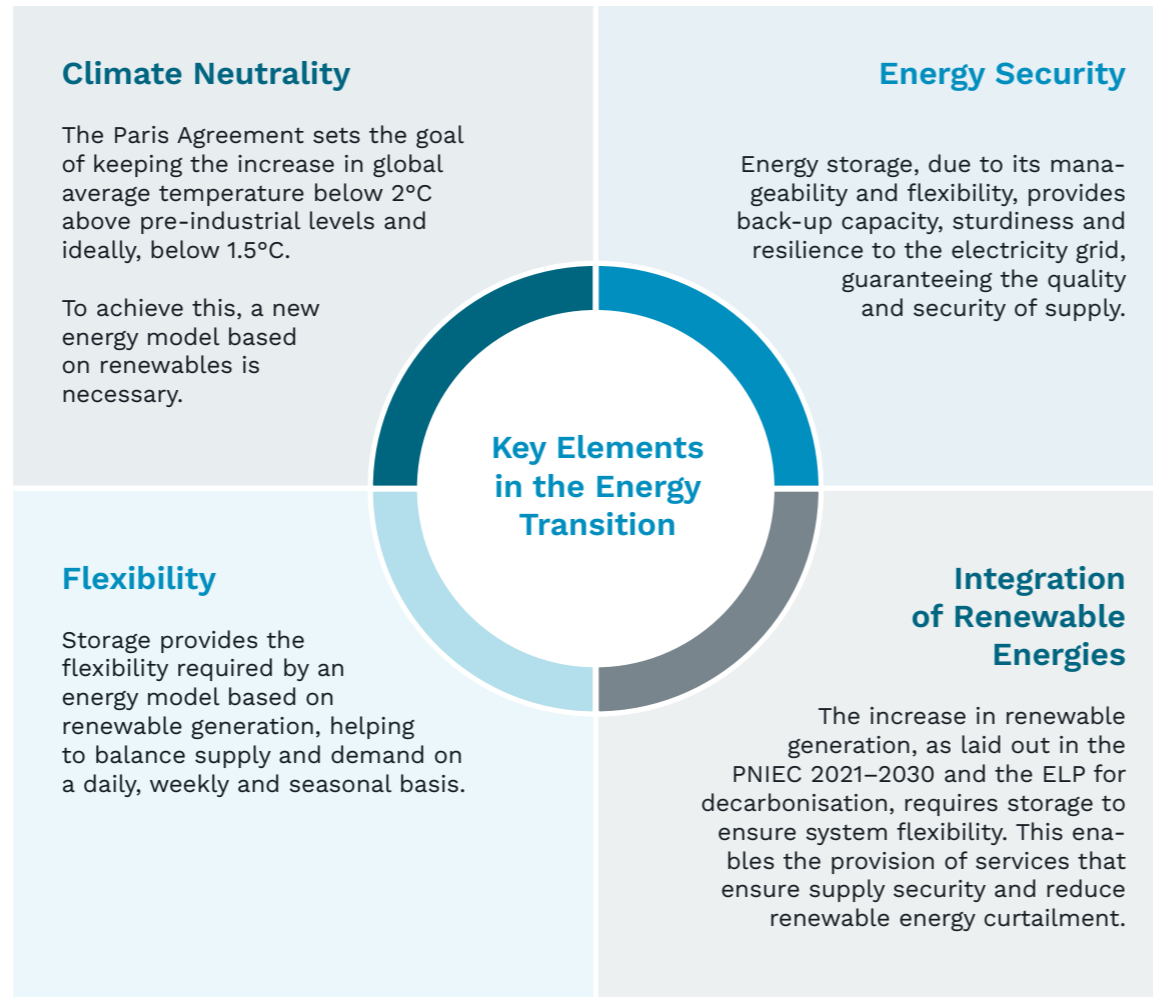 Climate Neutrality
The Paris Agreement sets the goal
of keeping the increase in global
average temperature below 2°C
above pre-industrial levels and
ideally, below 1.5°C.
To achieve this, a new
energy model based
on renewables is
necessary.
Energy Security
Energy storage, due to its mana-
geability and flexibility, provides
back-up capacity, sturdiness and
resilience to the electricity grid,
guaranteeing the quality
and security of supply.
Key Elements
in the Energy
Transition
Flexibility
Storage provides the
flexibility required by an
energy model based on
renewable generation, helping
to balance supply and demand on
a daily, weekly and seasonal basis.
Integration
of Renewable
Energies
The increase in renewable
generation, as laid out in the
PNIEC 2021–2030 and the ELP for
decarbonisation, requires storage to
ensure system flexibility. This ena-
bles the provision of services that
ensure supply security and reduce
renewable energy curtailment.